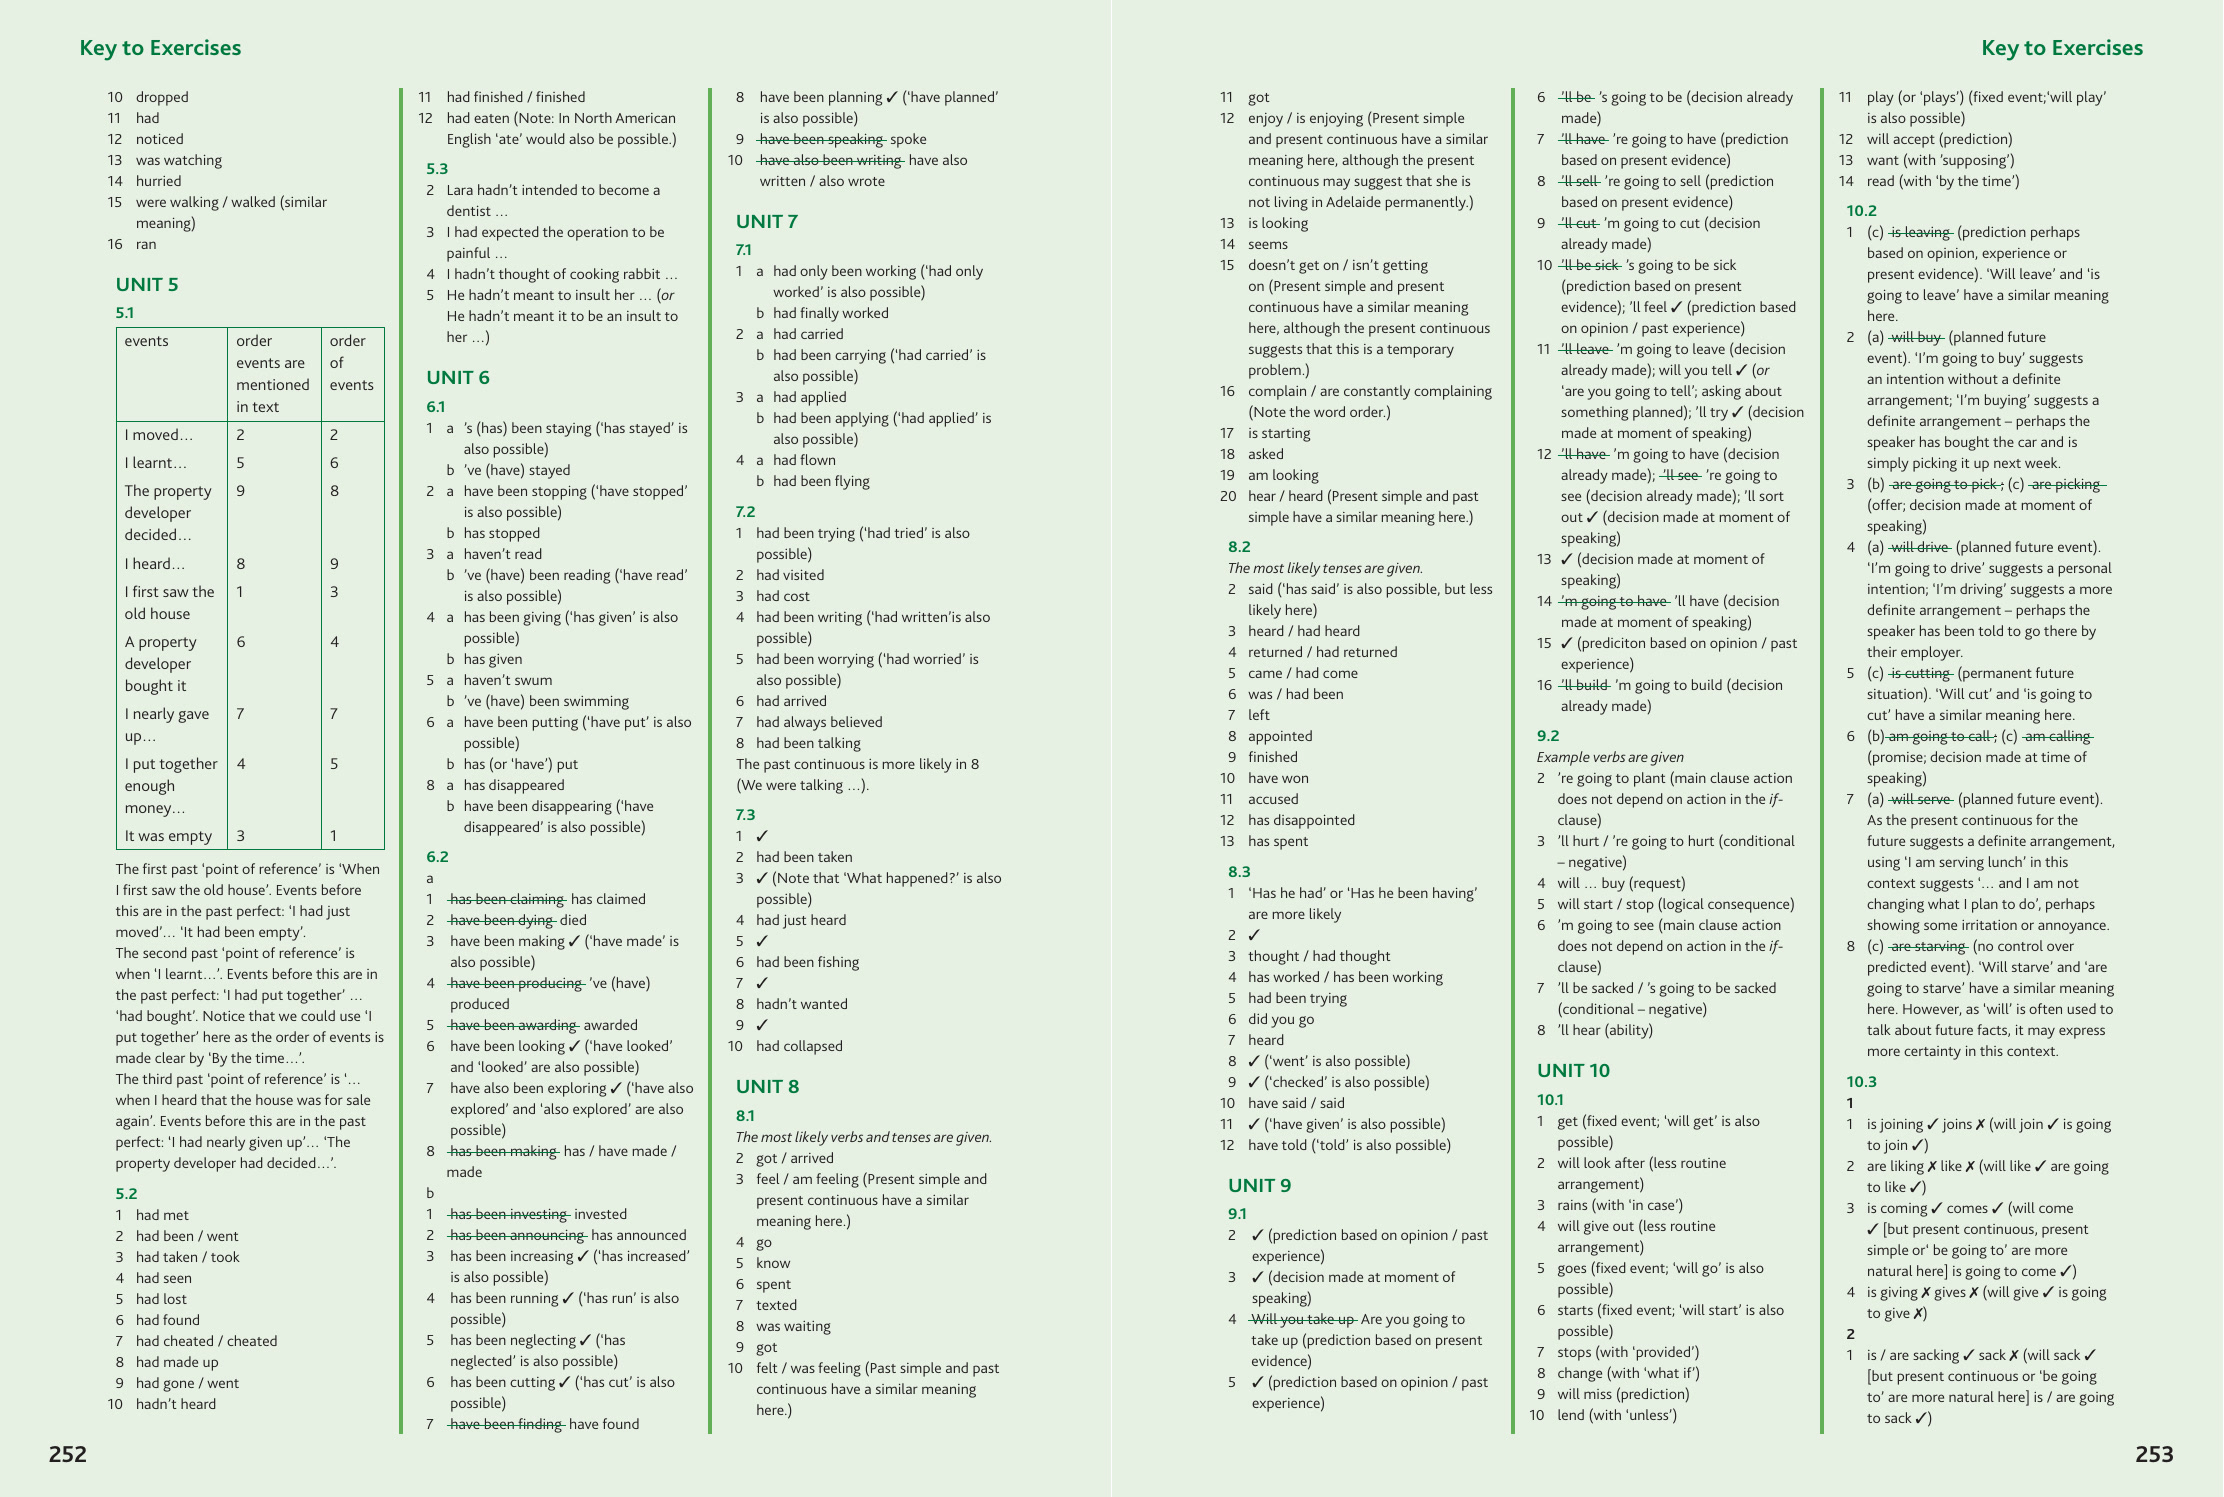 Key to Exercises
10 dropped
11 had
12 noticed
13 was watching
14 hurried
15 were walking / walked (similar
meaning)
16 ran
UNIT 5
5.1
events order order
events are of
mentioned events
in text
I moved… 2 2
I learnt… 5 6
The property 9 8
developer
decided…
I heard… 8 9
I first saw the 1 3
old house
A property 6 4
developer
bought it
I nearly gave 7 7
up…
I put together 4 5
enough
money…
It was empty 3 1
The first past ‘point of reference’ is ‘When
I first saw the old house’. Events before
this are in the past perfect: ‘I had just
moved’… ‘It had been empty’.
The second past ‘point of reference’ is
when ‘I learnt…’. Events before this are in
the past perfect: ‘I had put together’ …
‘had bought’. Notice that we could use ‘I
put together’ here as the order of events is
made clear by ‘By the time…’.
The third past ‘point of reference’ is ‘…
when I heard that the house was for sale
again’. Events before this are in the past
perfect: ‘I had nearly given up’… ‘The
property developer had decided…’.
5.2
1 had met
2 had been / went
3 had taken / took
4 had seen
5 had lost
6 had found
7 had cheated / cheated
8 had made up
9 had gone / went
10 hadn’t heard
11 had finished / finished
12 had eaten (Note: In North American
English ‘ate’ would also be possible.)
5.3
2 Lara hadn’t intended to become a
dentist …
3 I had expected the operation to be
painful …
4 I hadn’t thought of cooking rabbit …
5 He hadn’t meant to insult her … (or
He hadn’t meant it to be an insult to
her …)
UNIT 6
6.1
1 a ’s (has) been staying (‘has stayed’ is
also possible)
b ’ve (have) stayed
2 a have been stopping (‘have stopped’
is also possible)
b has stopped
3 a haven’t read
b ’ve (have) been reading (‘have read’
is also possible)
4 a has been giving (‘has given’ is also
possible)
b has given
5 a haven’t swum
b ’ve (have) been swimming
6 a have been putting (‘have put’ is also
possible)
b has (or ‘have’) put
8 a has disappeared
b have been disappearing (‘have
disappeared’ is also possible)
6.2
a
1 has been claiming has claimed
2 have been dying died
3 have been making ✓ (‘have made’ is
also possible)
4 have been producing ’ve (have)
produced
5 have been awarding awarded
6 have been looking ✓ (‘have looked’
and ‘looked’ are also possible)
7 have also been exploring ✓ (‘have also
explored’ and ‘also explored’ are also
possible)
8 has been making has / have made /
made
b
1 has been investing invested
2 has been announcing has announced
3 has been increasing ✓ (‘has increased’
is also possible)
4 has been running ✓ (‘has run’ is also
possible)
5 has been neglecting ✓ (‘has
neglected’ is also possible)
6 has been cutting ✓ (‘has cut’ is also
possible)
7 have been finding have found
8 have been planning ✓ (‘have planned’
is also possible)
9 have been speaking spoke
10 have also been writing have also
written / also wrote
UNIT 7
7.1
1 a had only been working (‘had only
worked’ is also possible)
b had finally worked
2 a had carried
b had been carrying (‘had carried’ is
also possible)
3 a had applied
b had been applying (‘had applied’ is
also possible)
4 a had flown
b had been flying
7.2
1 had been trying (‘had tried’ is also
possible)
2 had visited
3 had cost
4 had been writing (‘had written’is also
possible)
5 had been worrying (‘had worried’ is
also possible)
6 had arrived
7 had always believed
8 had been talking
The past continuous is more likely in 8
(We were talking …).
7.3
1 ✓
2 had been taken
3 ✓ (Note that ‘What happened?’ is also
possible)
4 had just heard
5 ✓
6 had been fishing
7 ✓
8 hadn’t wanted
9 ✓
10 had collapsed
UNIT 8
8.1
The most likely verbs and tenses are given.
2 got / arrived
3 feel / am feeling (Present simple and
present continuous have a similar
meaning here.)
4 go
5 know
6 spent
7 texted
8 was waiting
9 got
10 felt / was feeling (Past simple and past
continuous have a similar meaning
here.)
252
Key to Exercises
11 got
12 enjoy / is enjoying (Present simple
and present continuous have a similar
meaning here, although the present
continuous may suggest that she is
not living in Adelaide permanently.)
13 is looking
14 seems
15 doesn’t get on / isn’t getting
on (Present simple and present
continuous have a similar meaning
here, although the present continuous
suggests that this is a temporary
problem.)
16 complain / are constantly complaining
(Note the word order.)
17 is starting
18 asked
19 am looking
20 hear / heard (Present simple and past
simple have a similar meaning here.)
8.2
The most likely tenses are given.
2 said (‘has said’ is also possible, but less
likely here)
3 heard / had heard
4 returned / had returned
5 came / had come
6 was / had been
7 left
8 appointed
9 finished
10 have won
11 accused
12 has disappointed
13 has spent
8.3
1 ‘Has he had’ or ‘Has he been having’
are more likely
2 ✓
3 thought / had thought
4 has worked / has been working
5 had been trying
6 did you go
7 heard
8 ✓ (‘went’ is also possible)
9 ✓ (‘checked’ is also possible)
10 have said / said
11 ✓ (‘have given’ is also possible)
12 have told (‘told’ is also possible)
UNIT 9
9.1
2 ✓ (prediction based on opinion / past
experience)
3 ✓ (decision made at moment of
speaking)
4 Will you take up Are you going to
take up (prediction based on present
evidence)
5 ✓ (prediction based on opinion / past
experience)
6 ’ll be ’s going to be (decision already
made)
7 ’ll have ’re going to have (prediction
based on present evidence)
8 ’ll sell ’re going to sell (prediction
based on present evidence)
9 ’ll cut ’m going to cut (decision
already made)
10 ’ll be sick ’s going to be sick
(prediction based on present
evidence); ’ll feel ✓ (prediction based
on opinion / past experience)
11 ’ll leave ’m going to leave (decision
already made); will you tell ✓ (or
‘are you going to tell’; asking about
something planned); ’ll try ✓ (decision
made at moment of speaking)
12 ’ll have ’m going to have (decision
already made); ’ll see ’re going to
see (decision already made); ’ll sort
out ✓ (decision made at moment of
speaking)
13 ✓ (decision made at moment of
speaking)
14 ’m going to have ’ll have (decision
made at moment of speaking)
15 ✓ (prediciton based on opinion / past
experience)
16 ’ll build ’m going to build (decision
already made)
9.2
Example verbs are given
2 ’re going to plant (main clause action
does not depend on action in the if-
clause)
3 ’ll hurt / ’re going to hurt (conditional
– negative)
4 will … buy (request)
5 will start / stop (logical consequence)
6 ’m going to see (main clause action
does not depend on action in the if-
clause)
7 ’ll be sacked / ’s going to be sacked
(conditional – negative)
8 ’ll hear (ability)
UNIT 10
10.1
1 get (fixed event; ‘will get’ is also
possible)
2 will look after (less routine
arrangement)
3 rains (with ‘in case’)
4 will give out (less routine
arrangement)
5 goes (fixed event; ‘will go’ is also
possible)
6 starts (fixed event; ‘will start’ is also
possible)
7 stops (with ‘provided’)
8 change (with ‘what if’)
9 will miss (prediction)
10 lend (with ‘unless’)
11 play (or ‘plays’) (fixed event;‘will play’
is also possible)
12 will accept (prediction)
13 want (with ’supposing’)
14 read (with ‘by the time’)
10.2
1 (c) is leaving (prediction perhaps
based on opinion, experience or
present evidence). ‘Will leave’ and ‘is
going to leave’ have a similar meaning
here.
2 (a) will buy (planned future
event). ‘I’m going to buy’ suggests
an intention without a definite
arrangement; ‘I’m buying’ suggests a
definite arrangement – perhaps the
speaker has bought the car and is
simply picking it up next week.
3 (b) are going to pick ; (c) are picking
(offer; decision made at moment of
speaking)
4 (a) will drive (planned future event).
‘I’m going to drive’ suggests a personal
intention; ‘I’m driving’ suggests a more
definite arrangement – perhaps the
speaker has been told to go there by
their employer.
5 (c) is cutting (permanent future
situation). ‘Will cut’ and ‘is going to
cut’ have a similar meaning here.
6 (b) am going to call ; (c) am calling
(promise; decision made at time of
speaking)
7 (a) will serve (planned future event).
As the present continuous for the
future suggests a definite arrangement,
using ‘I am serving lunch’ in this
context suggests ‘… and I am not
changing what I plan to do’, perhaps
showing some irritation or annoyance.
8 (c) are starving (no control over
predicted event). ‘Will starve’ and ‘are
going to starve’ have a similar meaning
here. However, as ‘will’ is often used to
talk about future facts, it may express
more certainty in this context.
10.3
1
1 is joining ✓ joins ✗ (will join ✓ is going
to join ✓)
2 are liking ✗ like ✗ (will like ✓ are going
to like ✓)
3 is coming ✓ comes ✓ (will come
✓ [but present continuous, present
simple or‘ be going to’ are more
natural here] is going to come ✓)
4 is giving ✗ gives ✗ (will give ✓ is going
to give ✗)
2
1 is / are sacking ✓ sack ✗ (will sack ✓
[but present continuous or ‘be going
to’ are more natural here] is / are going
to sack ✓)
253